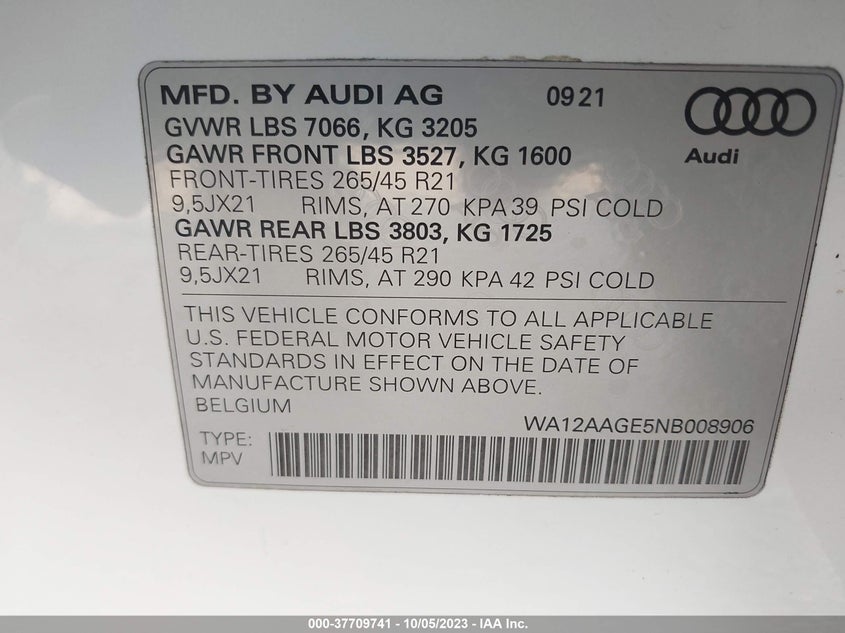 MFD. BY AUDI AG 09 21
GVWR LBS 7066, KG 3205
GAWR FRONT LBS 3527, KG 1600
Audi
FRONT-TIRES 265/45 R21
9,5JX21 RIMS, AT 270 KPA 39 PSI COLD
GAWR REAR LBS 3803, KG 1725
REAR-TIRES 265/45 R21
9,5JX21 RIMS, AT 290 KPA 42 PSI COLD
THIS VEHICLE CONFORMS TO ALL APPLICABLE
U.S. FEDERAL MOTOR VEHICLE SAFETY
STANDARDS IN EFFECT ON THE DATE OF
MANUFACTURE SHOWN ABOVE.
BELGIUM
WA12AAGE5NB008906
TYPE:
MPV
000-37709741 - 10/05/2023 - IAA Inc.